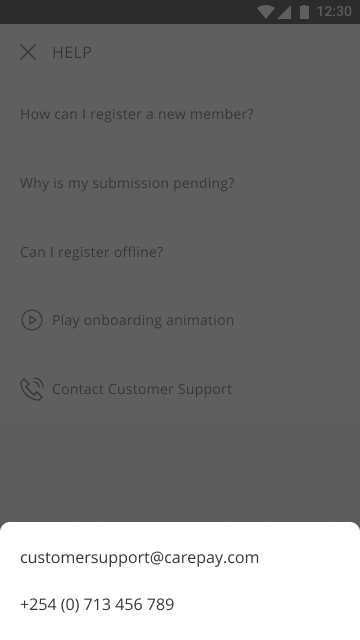 12:30
HELP
How can I register a new member?
Why is my submission pending?
Can I register offline?
Play onboarding animation
Contact Customer Support
customersupport@carepay.com
+254 (0) 713 456 789